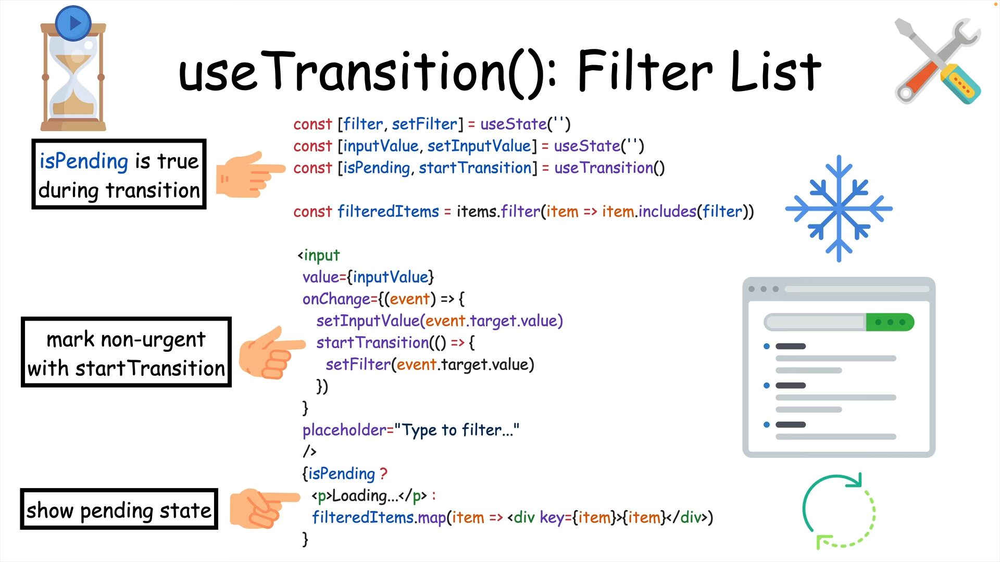 useTransition(): Filter List
const [filter, setFilter] = useState('')
const [inputValue, setInputValue] = useState('')
const [isPending, startTransition] = useTransition()
isPending is true
during transition
const filteredItems = items.filter(item => item.includes(filter))
<input
value={inputValue}
onChange={(event) => {
setInputValue(event.target.value)
startTransition(() => {
setFilter(event.target.value)
})
}
placeholder="Type to filter..."
/>
mark non-urgent
with startTransition
{isPending ?
<p>Loading...</p> :
filteredItems.map(item => <div key={item}>{item}</div>)
}
show pending state